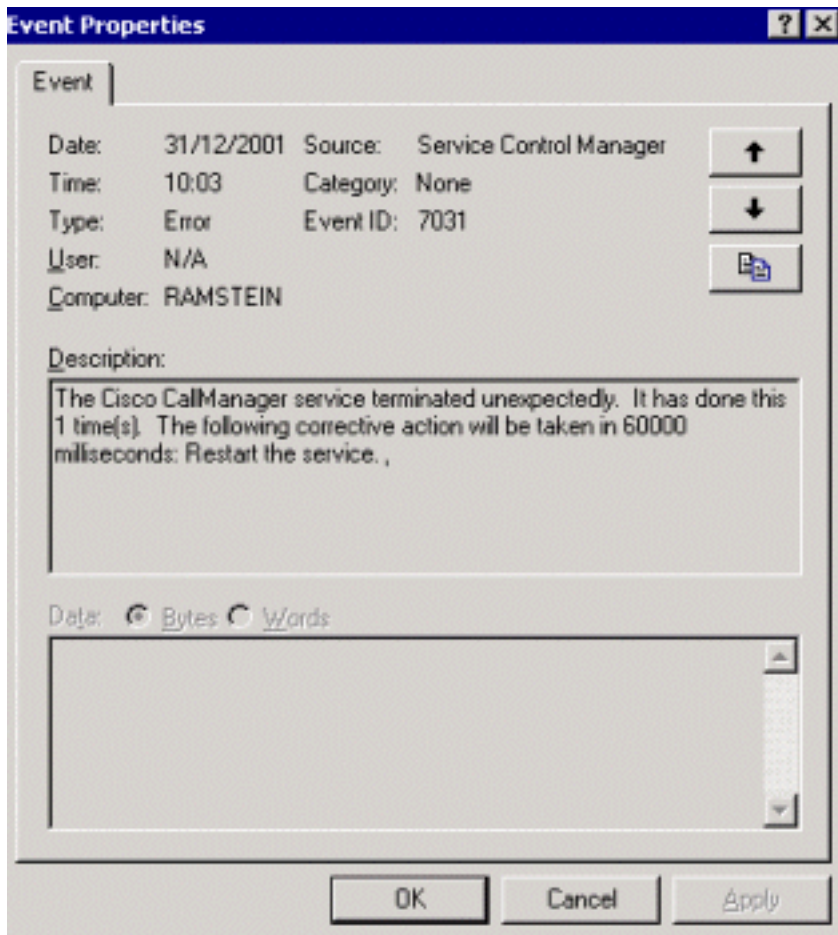 Event Properties
Event
Date: 31/12/2001 Source: Service Control Manager
Time: 10:03 Category: None
Type: Error Event ID: 7031
User: N/A
Computer: RAMSTEIN
Description:
The Cisco CallManager service terminated unexpectedly. It has done this
1 time(s). The following corrective action will be taken in 60000
milliseconds: Restart the service. ,
Data: Bytes Words
OK Cancel Apply